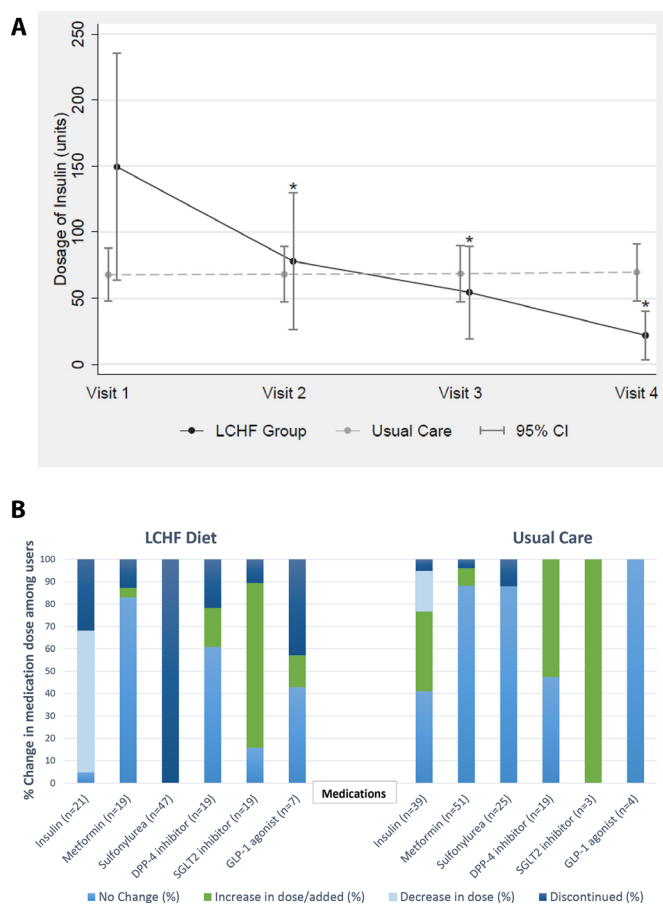 A
Dosage of Insulin (units)
250
200
150
100
50
0
*
*
*
Visit 1
Visit 2
Visit 3
Visit 4
LCHF Group
Usual Care
95% CI
B
LCHF Diet
Usual Care
% Change in medication dose among users
100
90
80
70
60
50
40
30
20
10
0
Insulin (n=21)
Metformin (n=19)
Sulfonylurea (n=47)
DPP-4 inhibitor (n=19)
SGLT2 inhibitor (n=19)
GLP-1 agonist (n=7)
Medications
Insulin (n=39)
Metformin (n=51)
Sulfonylurea (n=25)
DPP-4 inhibitor (n=19)
SGLT2 inhibitor (n=3)
GLP-1 agonist (n=4)
No Change (%)
Increase in dose/added (%)
Decrease in dose (%)
Discontinued (%)